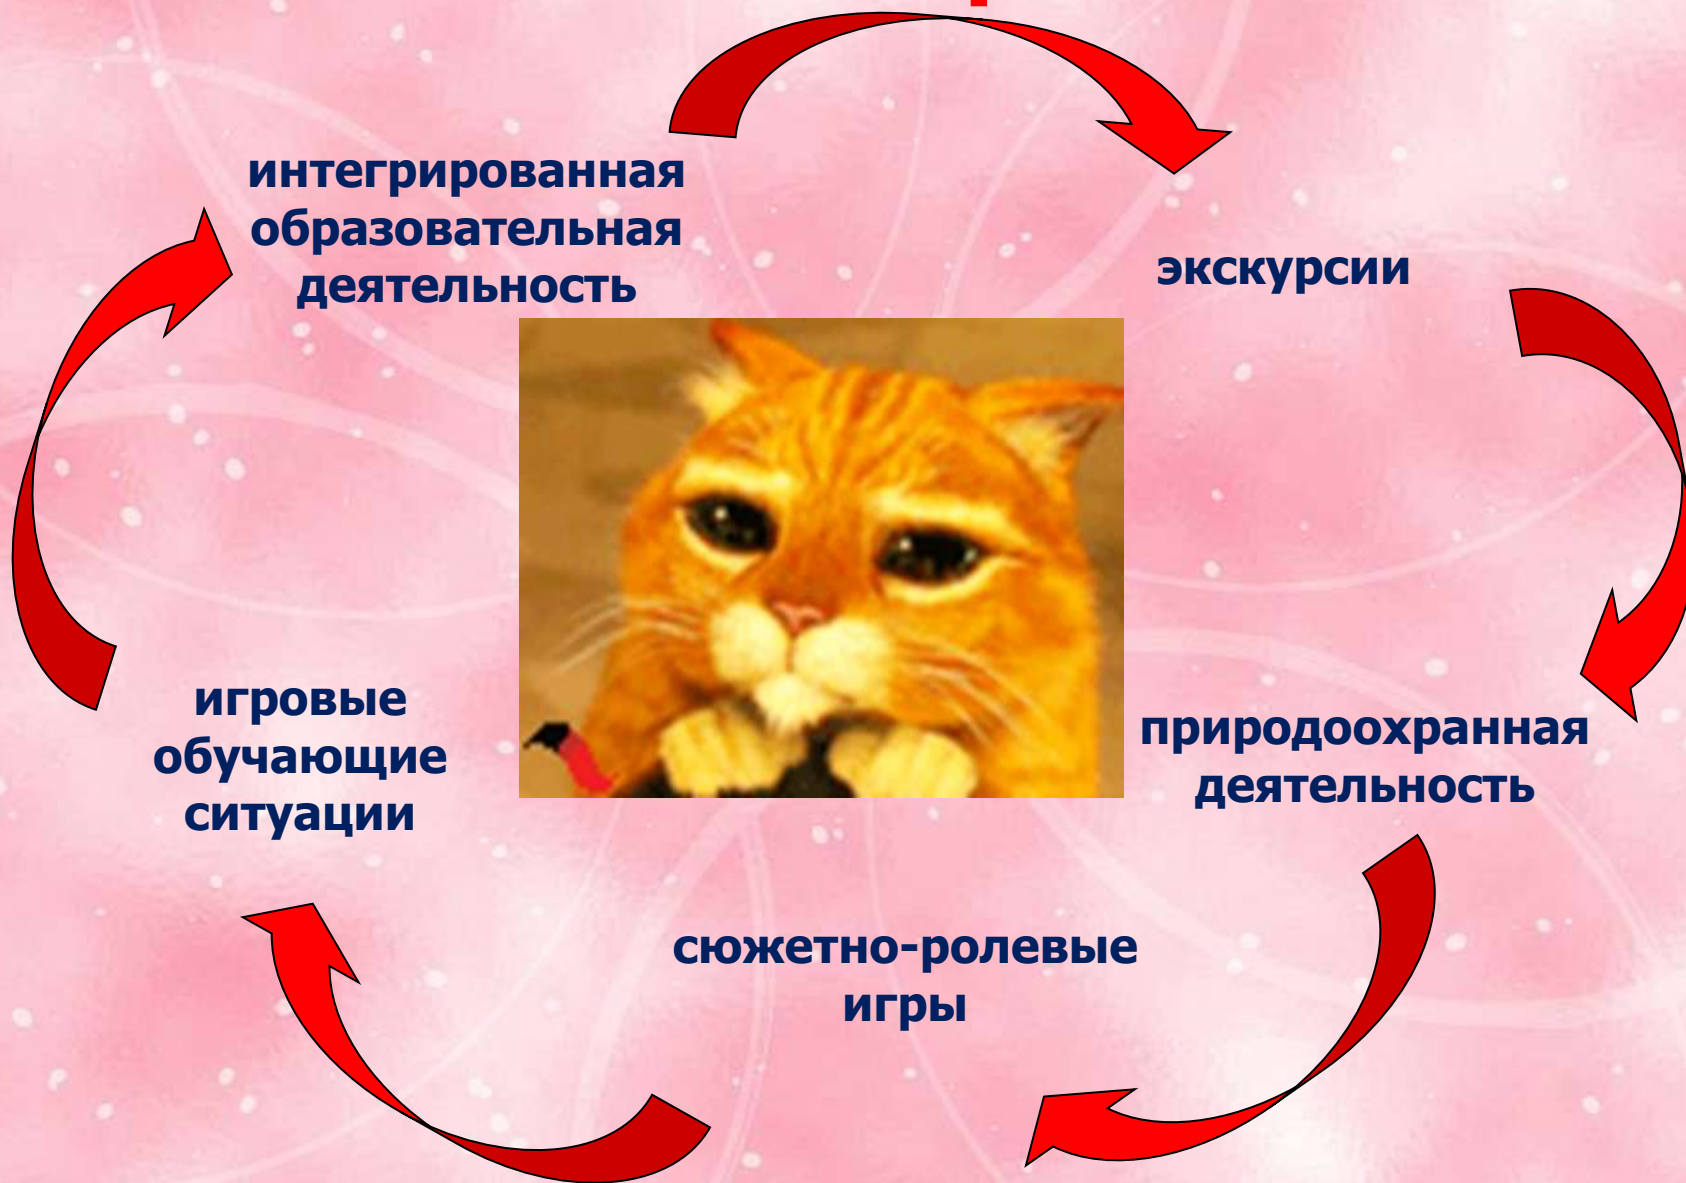 интегрированная
образовательная
деятельность
экскурсии
природоохранная
деятельность
сюжетно-ролевые
игры
игровые
обучающие
ситуации